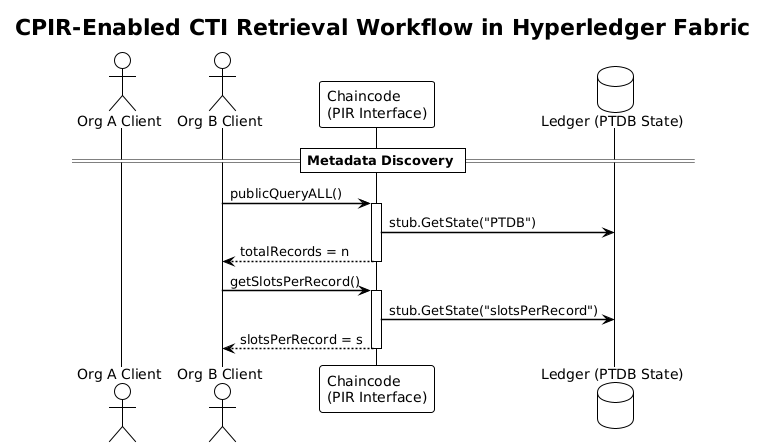 CPIR-Enabled CTI Retrieval Workflow in Hyperledger Fabric
Org A Client
Org B Client
Chaincode
(PIR Interface)
Ledger (PTDB State)
Metadata Discovery
publicQueryALL()
stub.GetState("PTDB")
totalRecords = n
getSlotsPerRecord()
stub.GetState("slotsPerRecord")
slotsPerRecord = s
Org A Client
Org B Client
Chaincode
(PIR Interface)
Ledger (PTDB State)